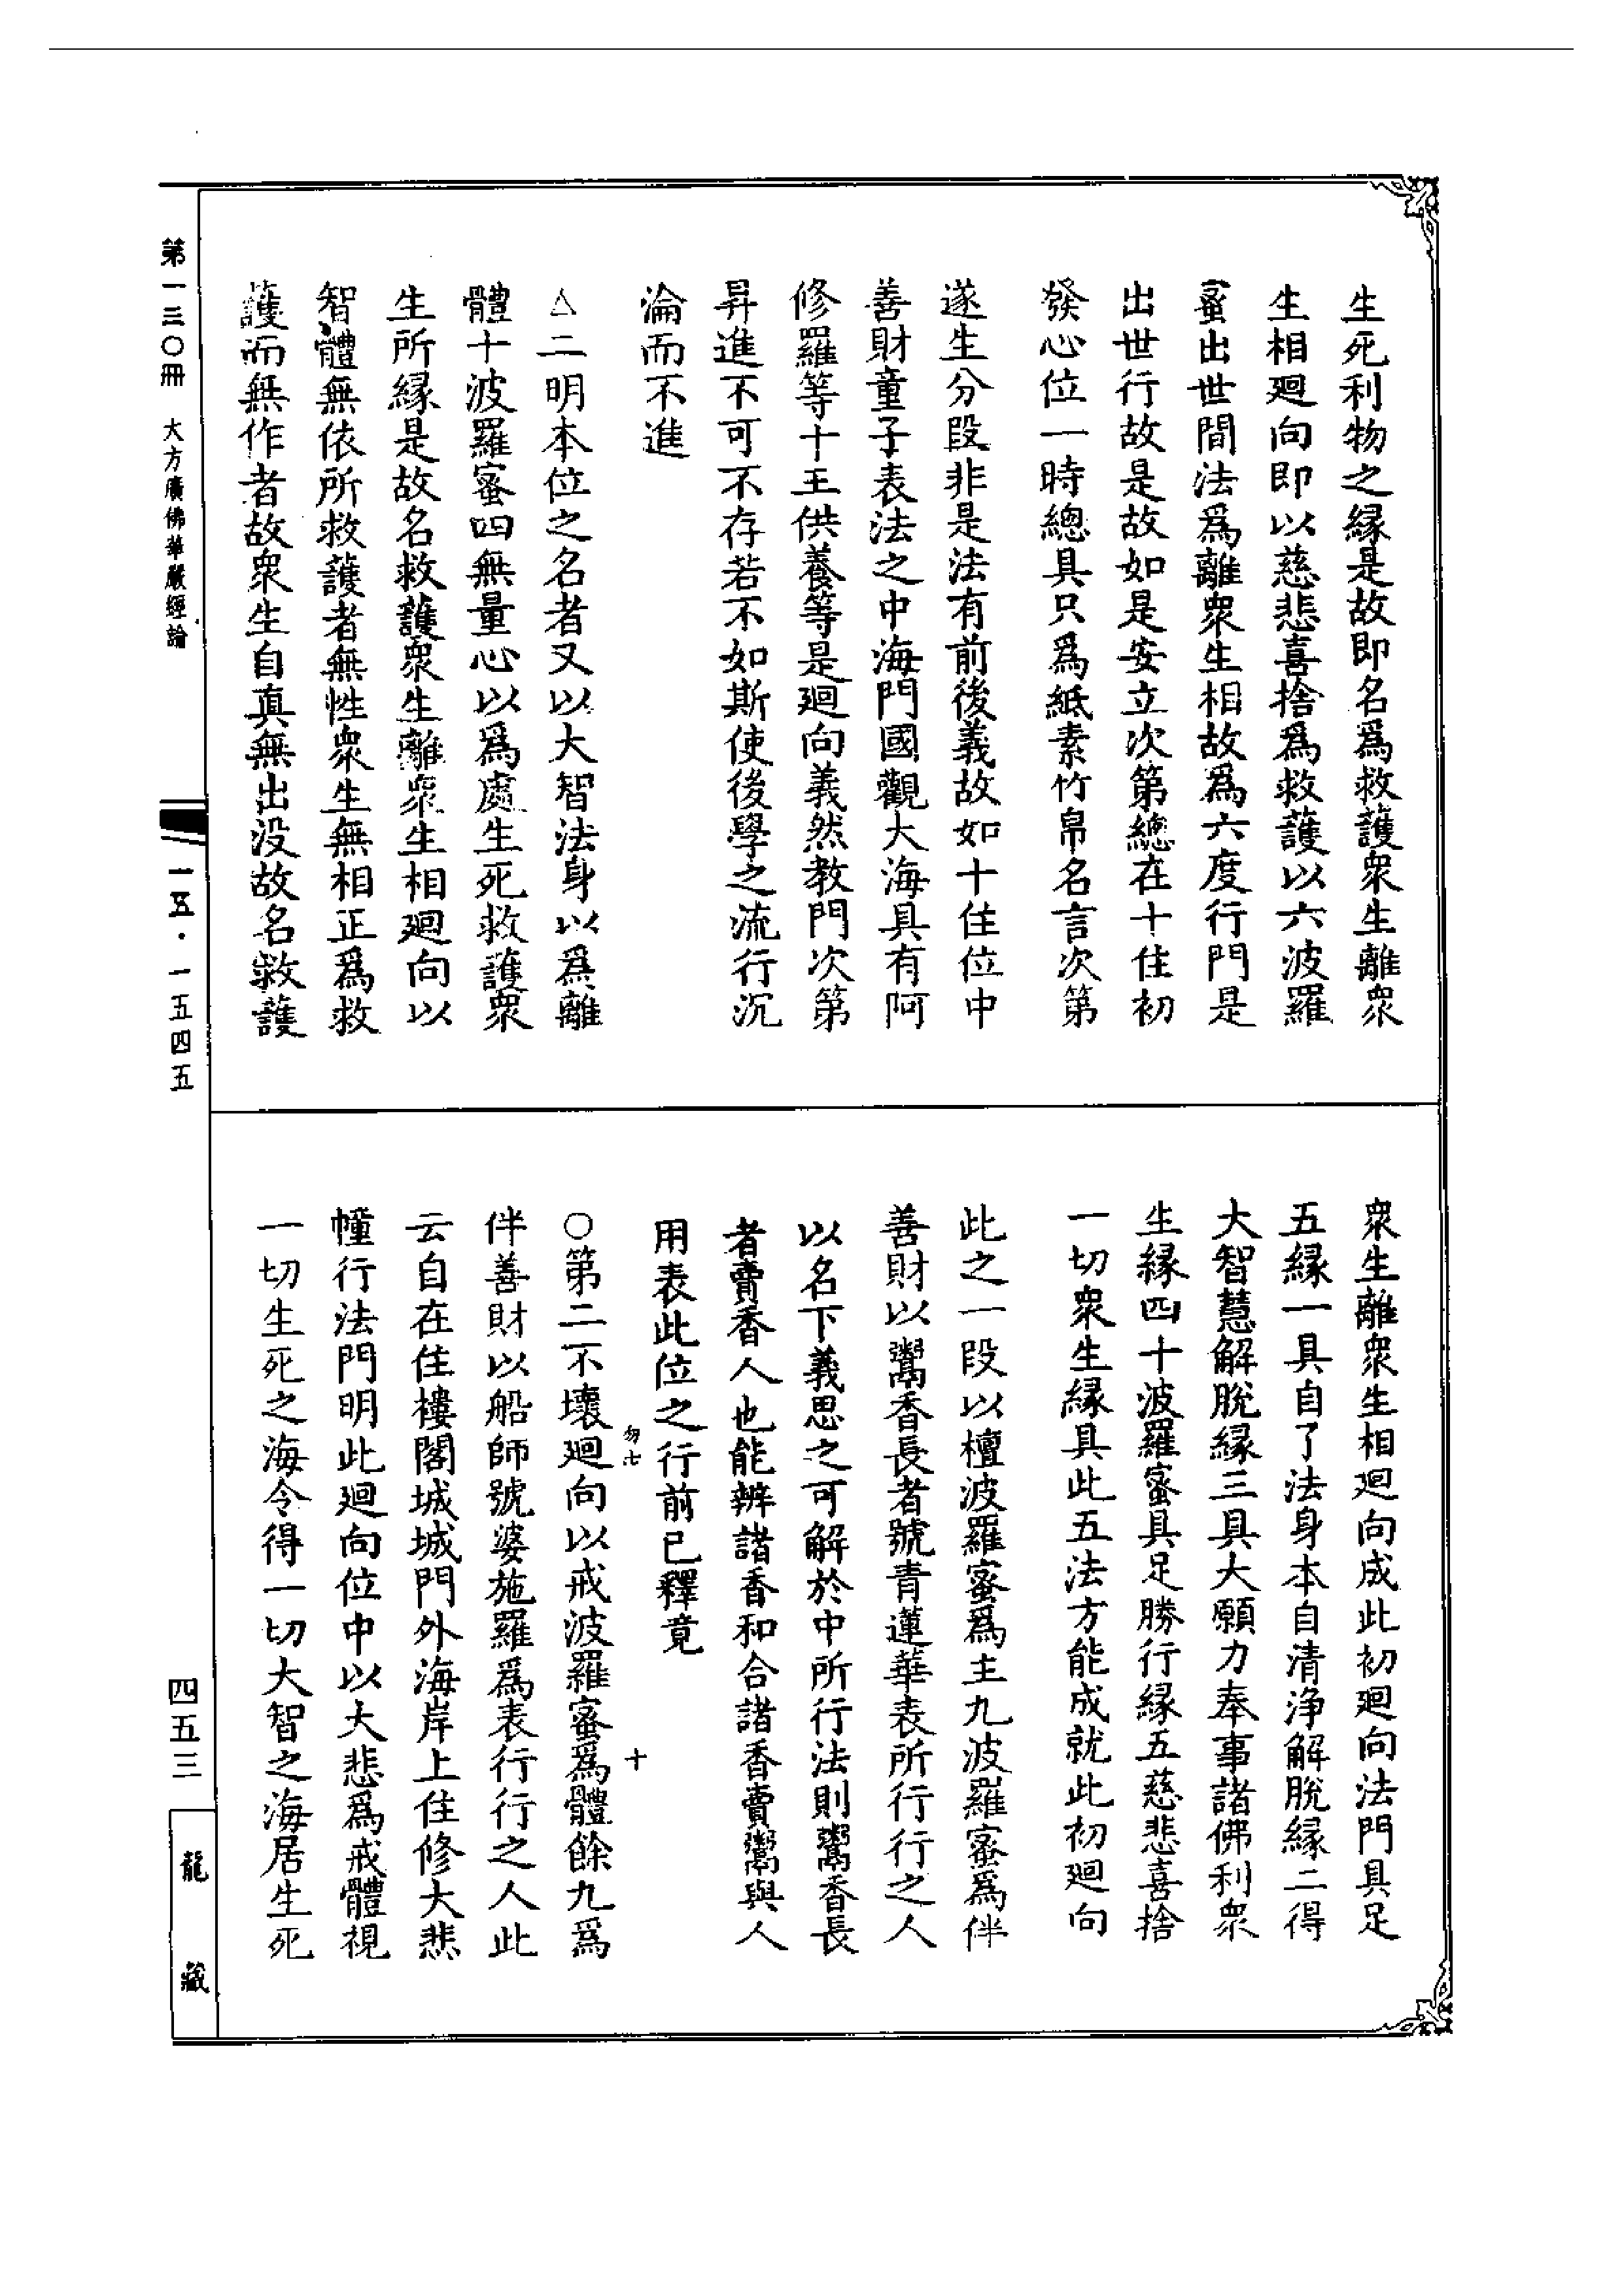 生死利物之緣是故即名爲救護衆生離衆
生相廻向即以慈悲喜捨爲救護以六波羅
蜜出世間法爲離衆生相故爲六度行門是
出世行故是故如是安立次第總在十住初
發心位一時總具只爲紙素竹帛名言次第
遂生分段非是法有前後義故如十住位中
善財童子表法之中海門國觀大海具有阿
修羅等十王供養等是廻向義然教門次第
昇進不可不存若不如斯使後學之流行沉
淪而不進
△二明本位之名者又以大智法身以爲離
體十波羅蜜四無量心以爲處生死救護衆
生所緣是故名救護衆生離衆生相廻向以
智體無依所救護者無性衆生無相正爲救
護而無作者故衆生自真無出没故名救護
衆生離衆生相廻向成此初廻向法門具足
五緣一具自了法身本自清淨解脫緣二得
大智慧解脫緣三具大願力奉事諸佛利衆
生緣四十波羅蜜具足勝行緣五慈悲喜捨
一切衆生緣具此五法方能成就此初廻向
此之一段以檀波羅蜜爲主九波羅蜜爲伴
善財以鬻香長者號青蓮華表所行行之人
以名下義思之可解於中所行法則鬻香長
者賣香人也能辨諸香和合諸香賣鬻與人
用表此位之行前已釋竟
○第二不壞廻向以戒波羅蜜爲體餘九爲
伴善財以船師號婆施羅爲表行行之人此
云自在住樓閣城城門外海岸上住修大悲
幢行法門明此廻向位中以大悲爲戒體視
一切生死之海令得一切大智之海居生死
十
第一三〇冊 大方廣佛華嚴經論
一五·一五四五
四五三
龍藏